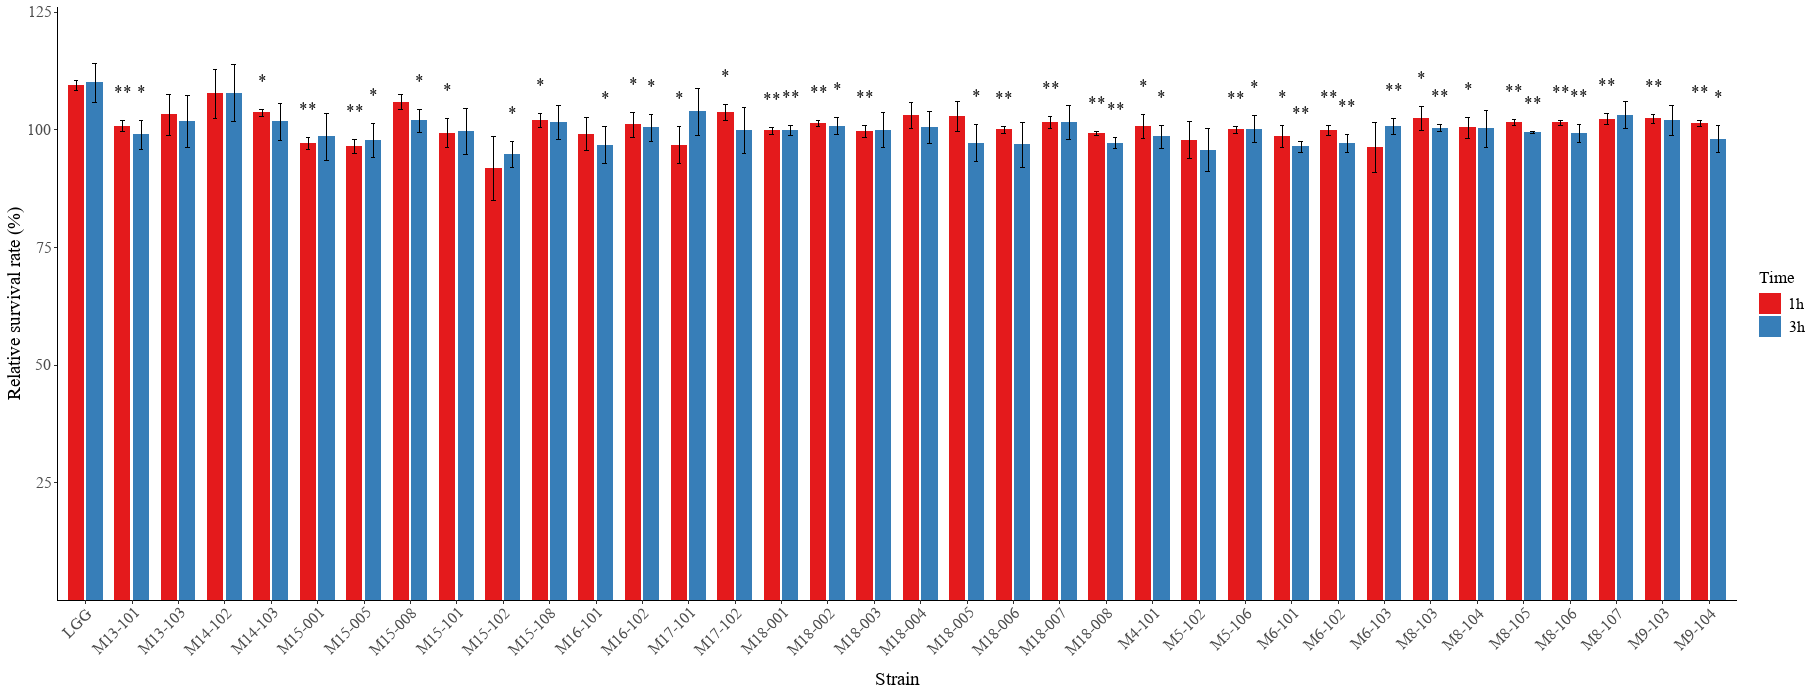 125
100
75
50
25
Relative survival rate (%)
** *
*
**
** *
*
*
*
*
*
* *
*
*
** **
** *
**
*
**
**
** **
* *
** *
* **
** **
**
* **
*
** **
** **
**
**
** *
LGG
M13-101
M13-103
M14-102
M14-103
M15-001
M15-005
M15-008
M15-101
M15-102
M15-108
M16-101
M16-102
M17-101
M17-102
M18-001
M18-002
M18-003
M18-004
M18-005
M18-006
M18-007
M18-008
M4-101
M5-102
M5-106
M6-101
M6-102
M6-103
M8-103
M8-104
M8-105
M8-106
M8-107
M9-103
M9-104
Strain
Time
1h
3h